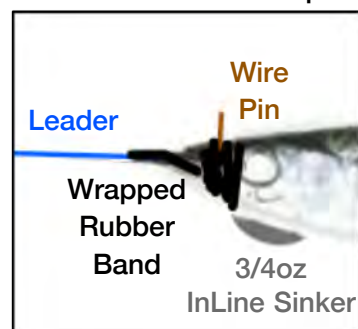 Wire
Pin
Leader
Wrapped
Rubber
Band
3/4oz
InLine Sinker